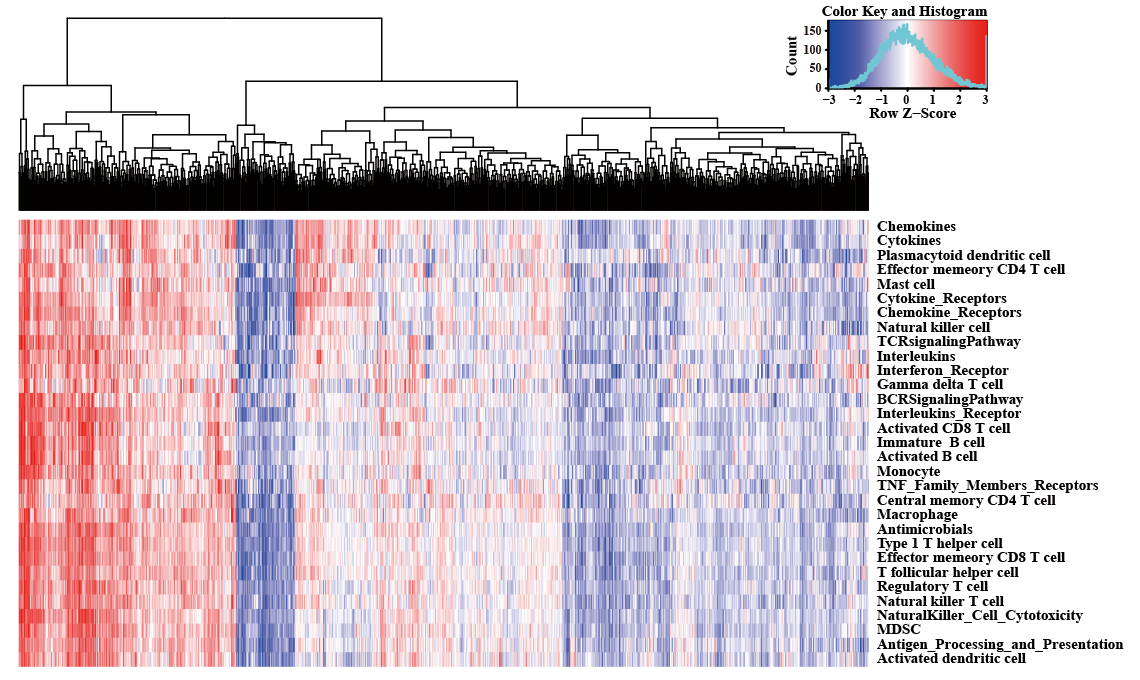 Color Key and Histogram
Count
150
100
50
0
−3 −2 −1 0 1 2 3
Row Z−Score
Chemokines
Cytokines
Plasmacytoid dendritic cell
Effector memeory CD4 T cell
Mast cell
Cytokine_Receptors
Chemokine_Receptors
Natural killer cell
TCRsignalingPathway
Interleukins
Interferon_Receptor
Gamma delta T cell
BCRSignalingPathway
Interleukins_Receptor
Activated CD8 T cell
Immature  B cell
Activated B cell
Monocyte
TNF_Family_Members_Receptors
Central memory CD4 T cell
Macrophage
Antimicrobials
Type 1 T helper cell
Effector memeory CD8 T cell
T follicular helper cell
Regulatory T cell
Natural killer T cell
NaturalKiller_Cell_Cytotoxicity
MDSC
Antigen_Processing_and_Presentation
Activated dendritic cell